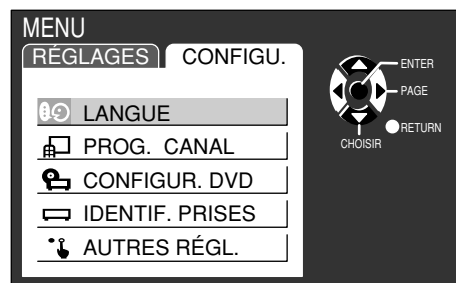 MENU
RÉGLAGES CONFIGU.
LANGUE
PROG. CANAL
CONFIGUR. DVD
IDENTIF. PRISES
AUTRES RÉGL.
ENTER
PAGE
RETURN
CHOISIR